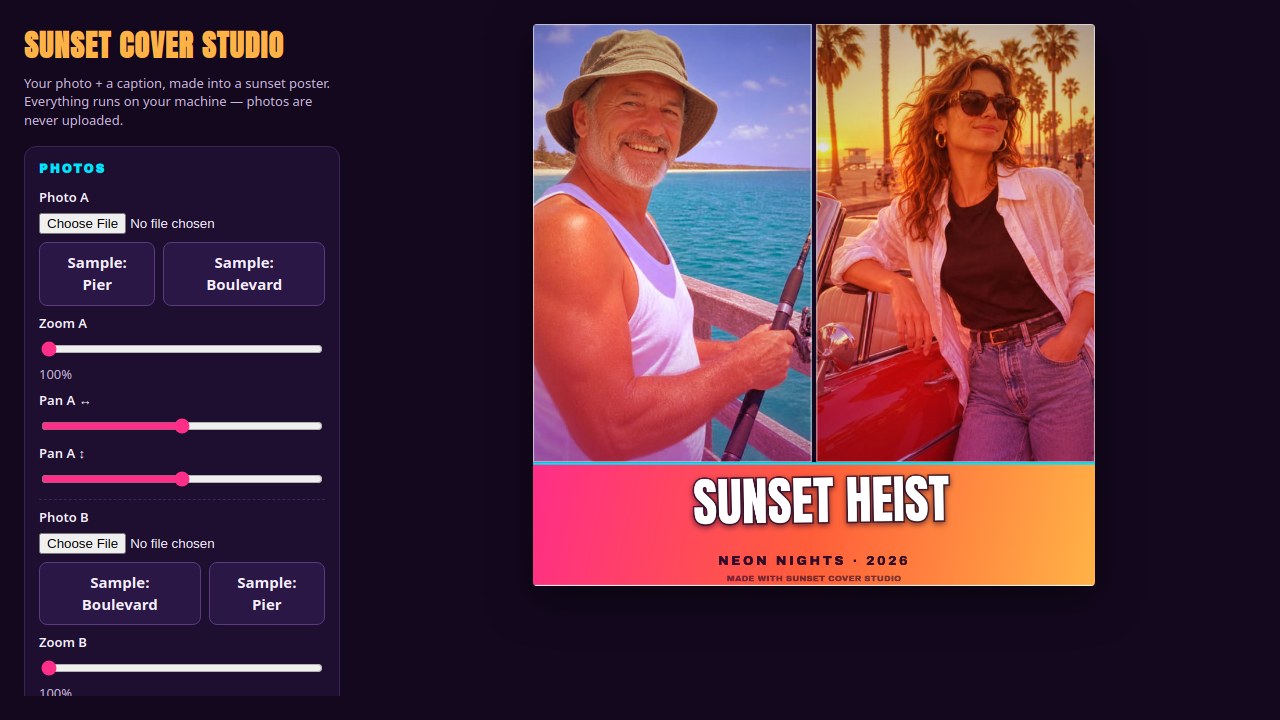 SUNSET COVER STUDIO
Your photo + a caption, made into a sunset poster.
Everything runs on your machine — photos are
never uploaded.
PHOTOS
Photo A
Choose File No file chosen
Sample:
Pier
Sample:
Boulevard
Zoom A
100%
Pan A ↔
Pan A ↕
Photo B
Choose File No file chosen
Sample:
Boulevard
Sample:
Pier
Zoom B
100%
SUNSET HEIST
NEON NIGHTS · 2026
MADE WITH SUNSET COVER STUDIO